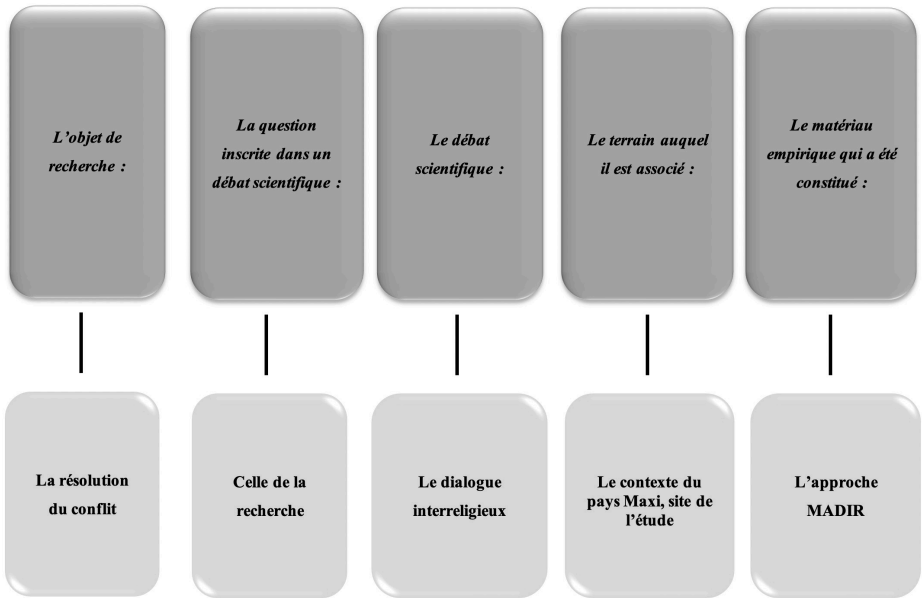 L’objet de
recherche :
La question
inscrite dans un
débat scientifique :
Le débat
scientifique :
Le terrain auquel
il est associé :
Le matériau
empirique qui a été
constitué :
La résolution
du conflit
Celle de la
recherche
Le dialogue
interreligieux
Le contexte du
pays Maxi, site de
l’étude
L’approche
MADIR